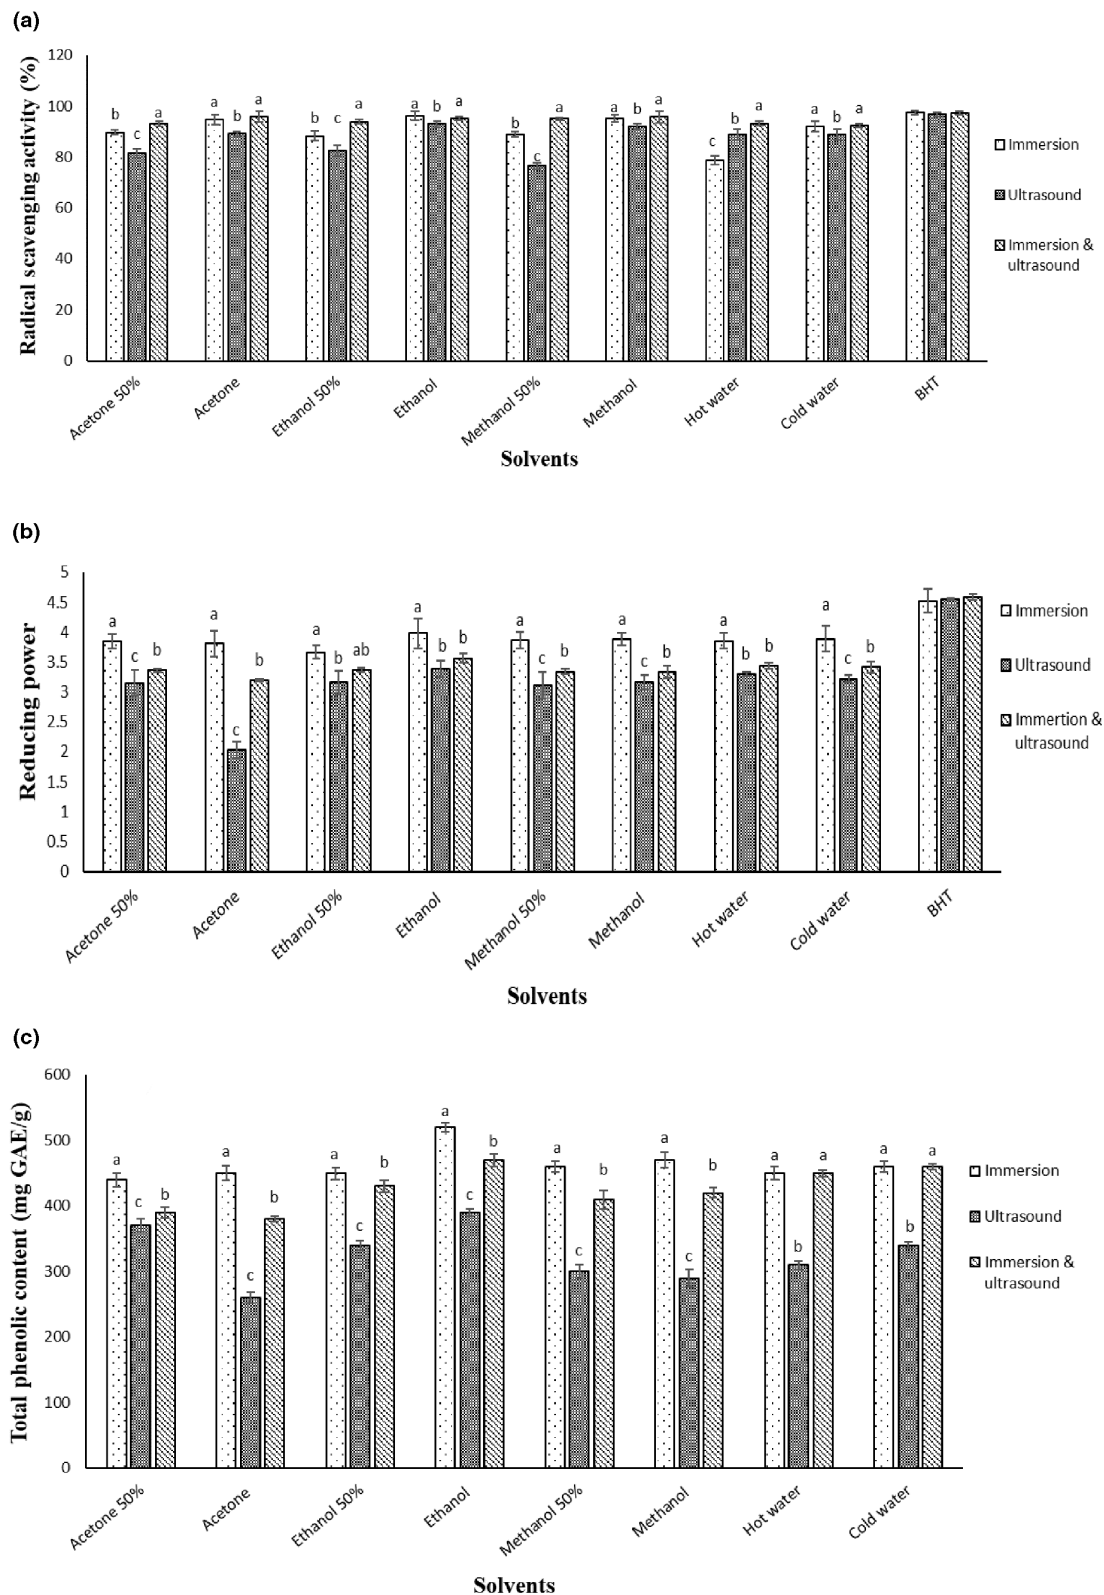 (a)
Radical scavenging activity (%)
120
100
80
60
40
20
0
b c a
a b a
b c a
a b a
b c a
a b a
c b a
a b a
Immersion
Ultrasound
Immersion &
ultrasound
Acetone 50%
Acetone
Ethanol 50%
Ethanol
Methanol 50%
Methanol
Hot water
Cold water
BHT
Solvents
(b)
Reducing power
5
4.5
4
3.5
3
2.5
2
1.5
1
0.5
0
a c b
a c b
a b ab
a b b
a c b
a c b
a b b
a c b
Immersion
Ultrasound
Immertion &
ultrasound
Acetone 50%
Acetone
Ethanol 50%
Ethanol
Methanol 50%
Methanol
Hot water
Cold water
BHT
Solvents
(c)
Total phenolic content (mg GAE/g)
600
500
400
300
200
100
0
a c b
a c b
a c b
a c b
a c b
a c b
a b a
a b a
Immersion
Ultrasound
Immersion &
ultrasound
Acetone 50%
Acetone
Ethanol 50%
Ethanol
Methanol 50%
Methanol
Hot water
Cold water
Solvents